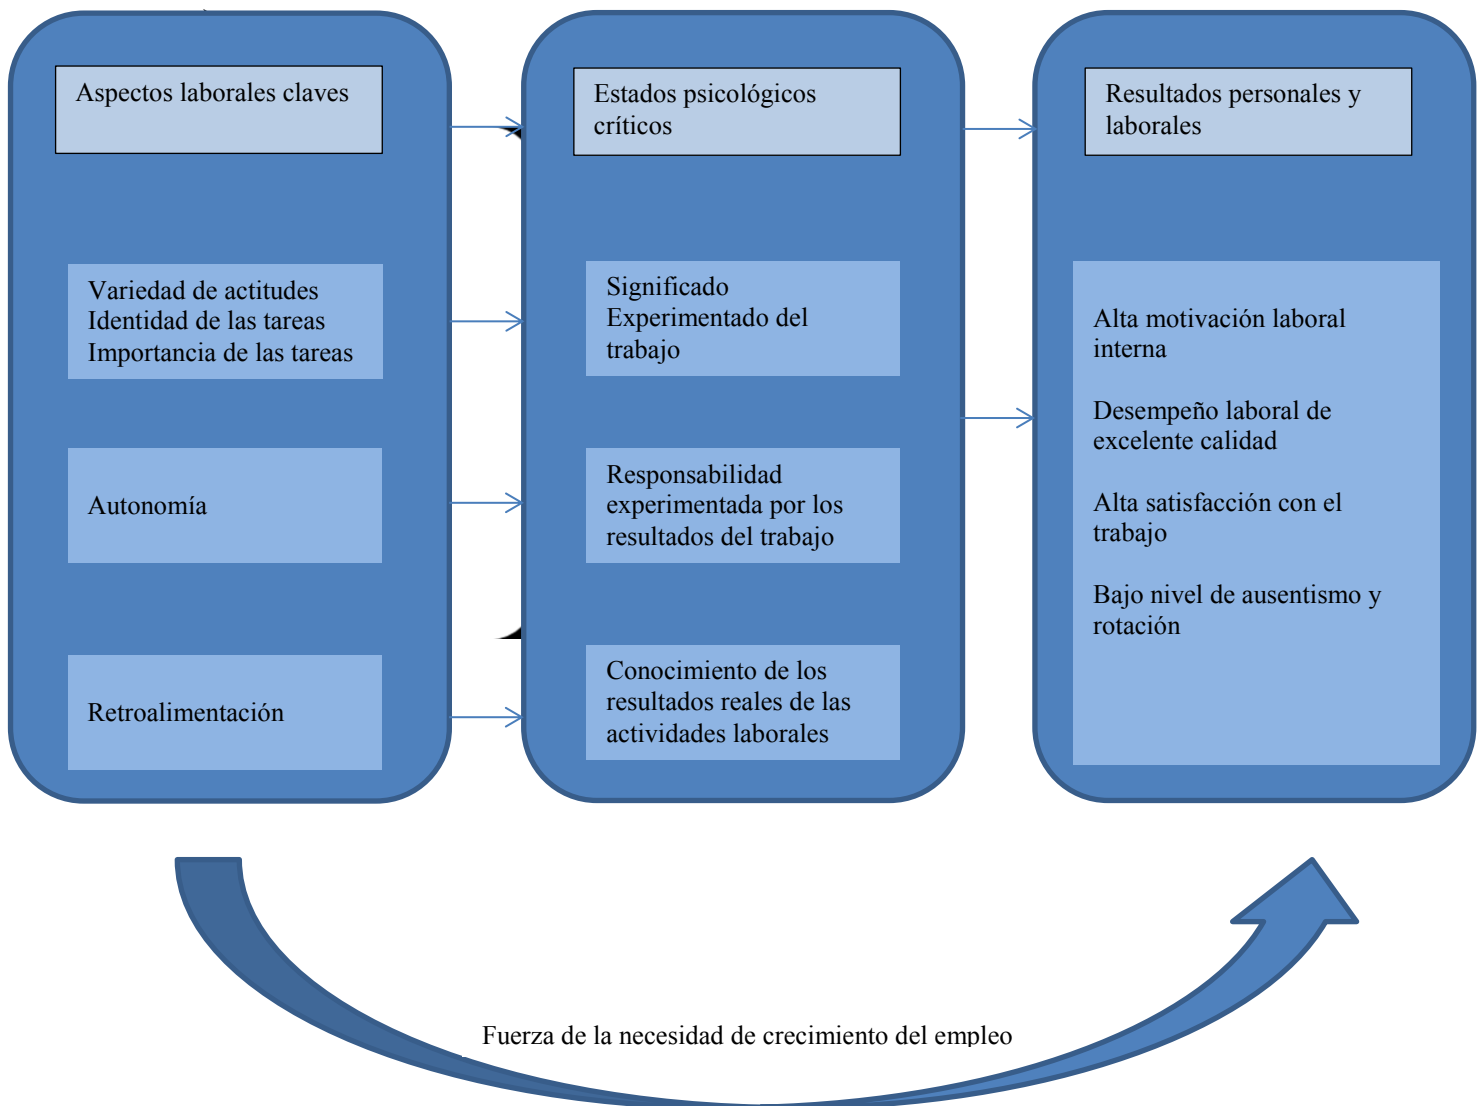 Aspectos laborales claves
Estados psicológicos
críticos
Resultados personales y
laborales
Variedad de actitudes
Identidad de las tareas
Importancia de las tareas
Significado
Experimentado del
trabajo
Autonomía
Responsabilidad
experimentada por los
resultados del trabajo
Retroalimentación
Conocimiento de los
resultados reales de las
actividades laborales
Alta motivación laboral
interna
Desempeño laboral de
excelente calidad
Alta satisfacción con el
trabajo
Bajo nivel de ausentismo y
rotación
Fuerza de la necesidad de crecimiento del empleo